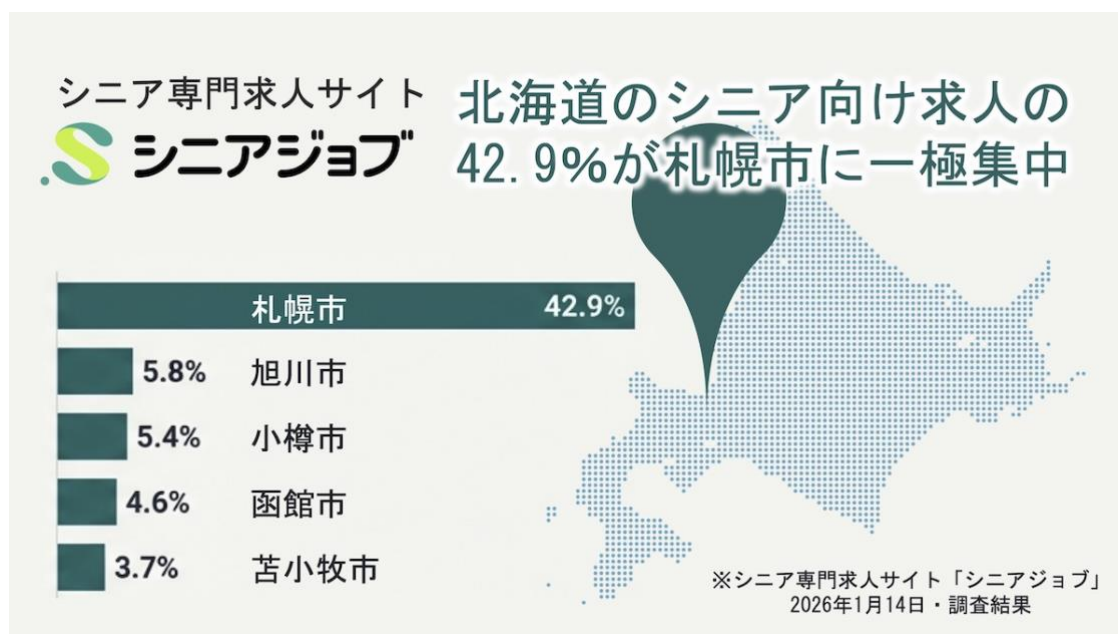 シニア専門求人サイト
シニアジョブ
北海道のシニア向け求人の
42.9%が札幌市に一極集中
札幌市 42.9%
5.8% 旭川市
5.4% 小樽市
4.6% 函館市
3.7% 苫小牧市
※シニア専門求人サイト「シニアジョブ」
2026年1月14日・調査結果